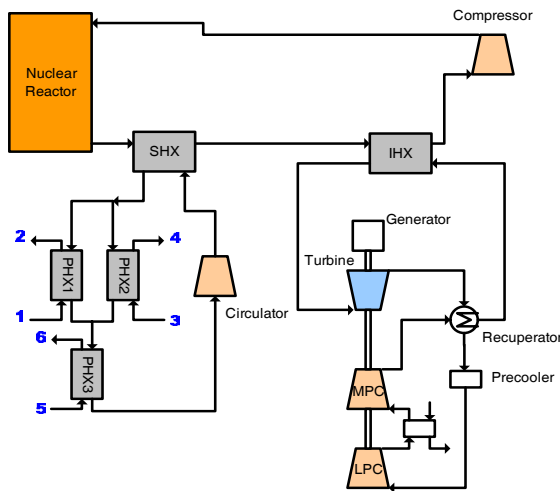 Compressor
Nuclear
Reactor
SHX
IHX
2
4
Generator
PHX1
PHX2
Turbine
1
3
Circulator
6
Recuperator
PHX3
Precooler
5
MPC
LPC